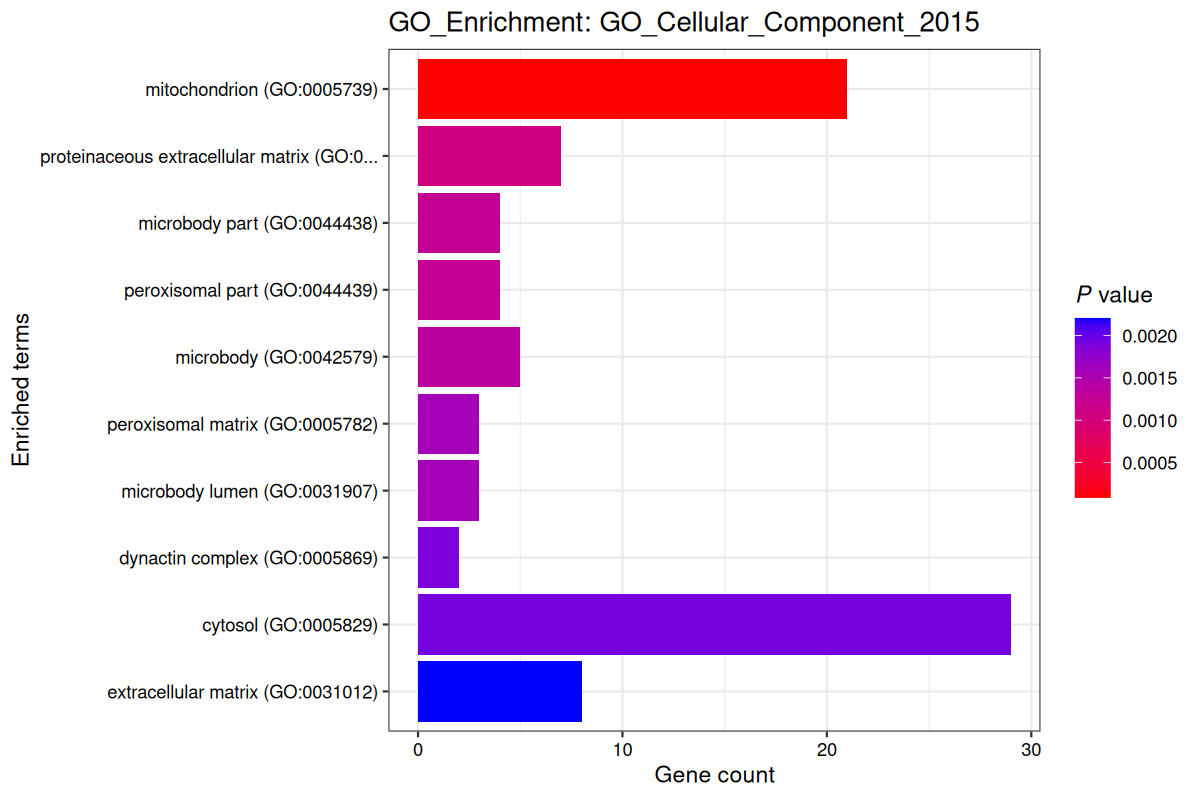 GO_Enrichment: GO_Cellular_Component_2015
Enriched terms
mitochondrion (GO:0005739)
proteinaceous extracellular matrix (GO:0...
microbody part (GO:0044438)
peroxisomal part (GO:0044439)
microbody (GO:0042579)
peroxisomal matrix (GO:0005782)
microbody lumen (GO:0031907)
dynactin complex (GO:0005869)
cytosol (GO:0005829)
extracellular matrix (GO:0031012)
0 10 20 30
Gene count
P value
0.0020
0.0015
0.0010
0.0005